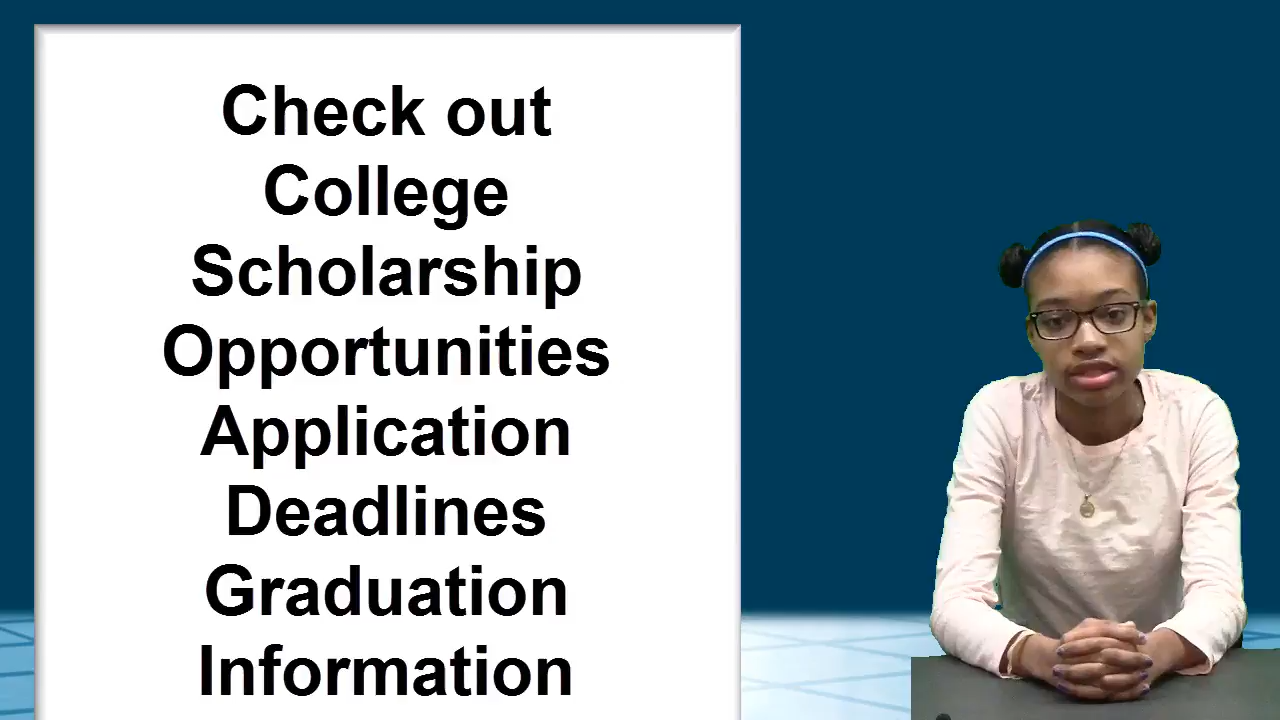 Check out
College
Scholarship
Opportunities
Application
Deadlines
Graduation
Information